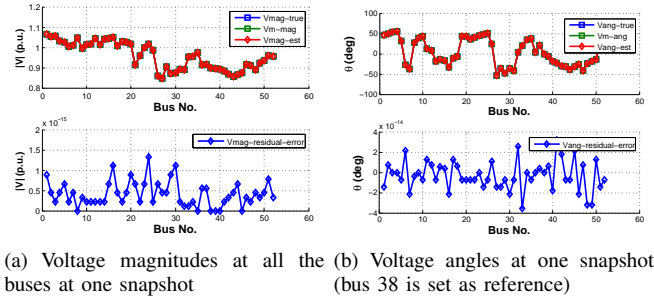 1.2
1.1
1
0.9
0.8
|V| (p.u.)
Vmag-true
Vm-mag
Vmag-est
0 10 20 30 40 50 60
Bus No.
x 10^-15
2
1.5
1
0.5
0
|V| (p.u.)
Vmag-residual-error
0 10 20 30 40 50 60
Bus No.
(a) Voltage magnitudes at all the
buses at one snapshot
100
50
0
-50
-100
θ (deg)
Vang-true
Vm-ang
Vang-est
0 10 20 30 40 50 60
Bus No.
x 10^-14
4
2
0
-2
-4
θ (deg)
Vang-residual-error
0 10 20 30 40 50 60
Bus No.
(b) Voltage angles at one snapshot
(bus 38 is set as reference)